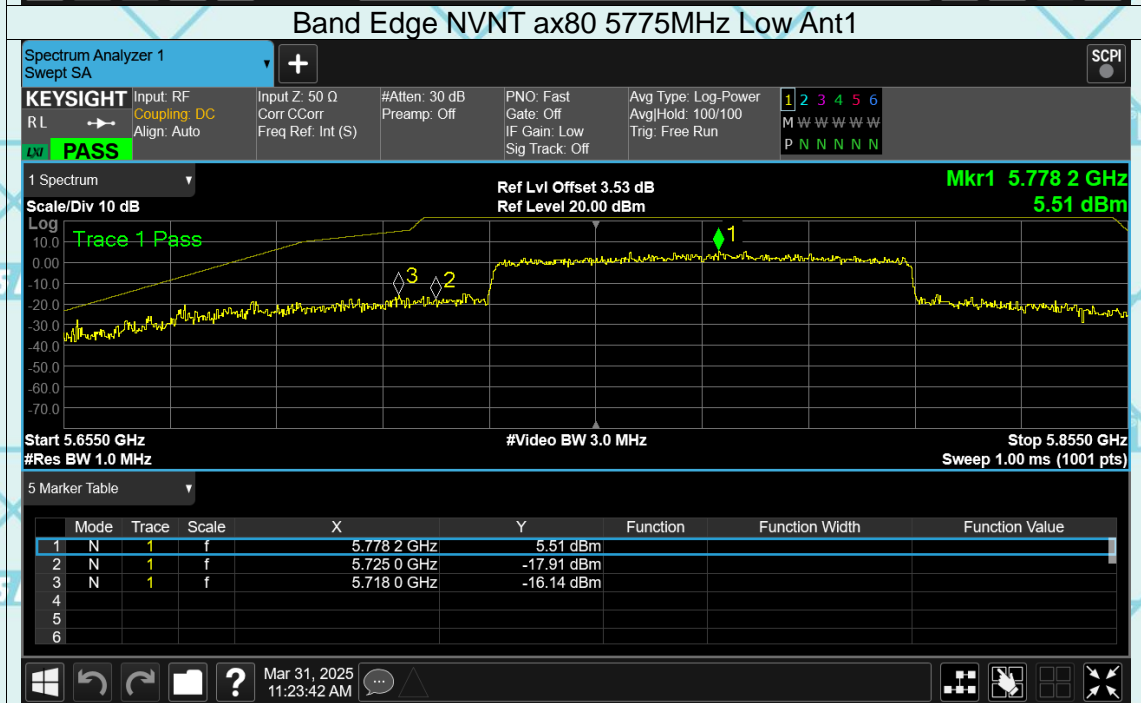 Band Edge NVNT ax80 5775MHz Low Ant1
Spectrum Analyzer 1
Swept SA
+
SCPI
KEYSIGHT
RL
LXI PASS
Input: RF
Coupling: DC
Align: Auto
Input Z: 50 Ω
Corr CCorr
Freq Ref: Int (S)
#Atten: 30 dB
Preamp: Off
PNO: Fast
Gate: Off
IF Gain: Low
Sig Track: Off
Avg Type: Log-Power
Avg|Hold: 100/100
Trig: Free Run
1 2 3 4 5 6
M W W W W W
P N N N N N
1 Spectrum
Scale/Div 10 dB
Ref Lvl Offset 3.53 dB
Ref Level 20.00 dBm
Mkr1 5.778 2 GHz
5.51 dBm
Log
Trace 1 Pass
10.0
0.00
-10.0
-20.0
-30.0
-40.0
-50.0
-60.0
-70.0
1
3
2
Start 5.6550 GHz
#Res BW 1.0 MHz
#Video BW 3.0 MHz
Stop 5.8550 GHz
Sweep 1.00 ms (1001 pts)
5 Marker Table
Mode Trace Scale X Y Function Function Width Function Value
1 N 1 f 5.778 2 GHz 5.51 dBm
2 N 1 f 5.725 0 GHz -17.91 dBm
3 N 1 f 5.718 0 GHz -16.14 dBm
4
5
6
?
Mar 31, 2025
11:23:42 AM